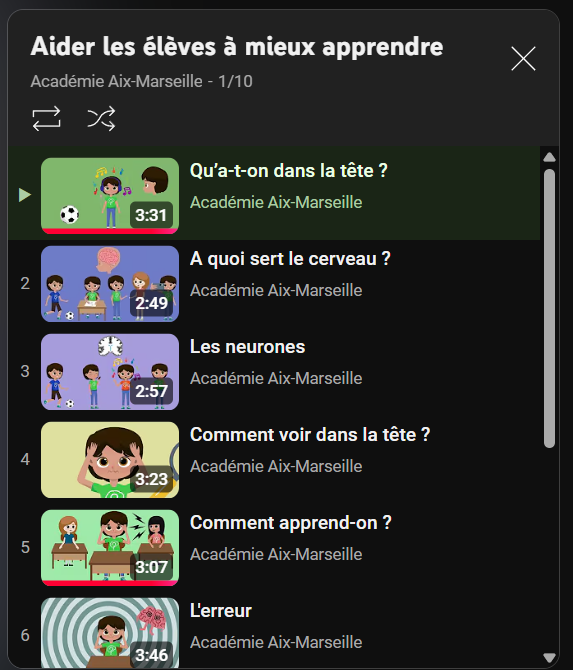 Aider les élèves à mieux apprendre
Académie Aix-Marseille - 1/10
3:31
Qu'a-t-on dans la tête ?
Académie Aix-Marseille
2
2:49
A quoi sert le cerveau ?
Académie Aix-Marseille
3
2:57
Les neurones
Académie Aix-Marseille
4
3:23
Comment voir dans la tête ?
Académie Aix-Marseille
5
3:07
Comment apprend-on ?
Académie Aix-Marseille
6
3:46
L'erreur
Académie Aix-Marseille